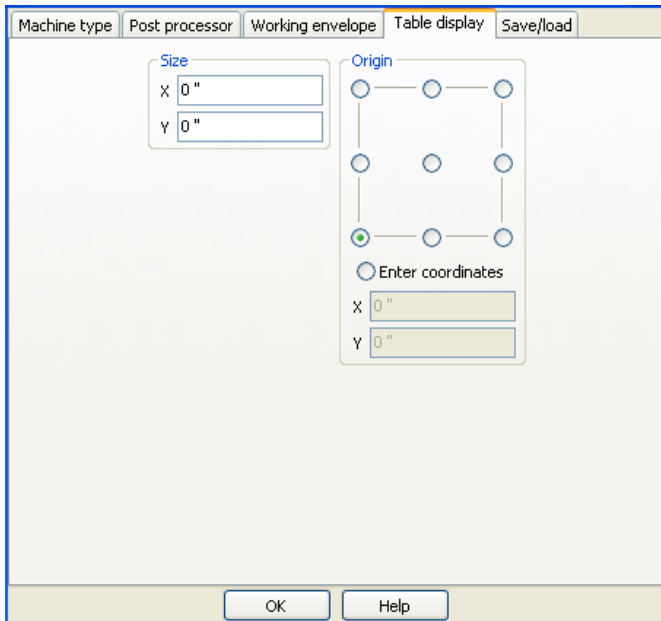 Machine type Post processor Working envelope Table display Save/load
Size
X 0 "
Y 0 "
Origin
Enter coordinates
X 0 "
Y 0 "
OK Help